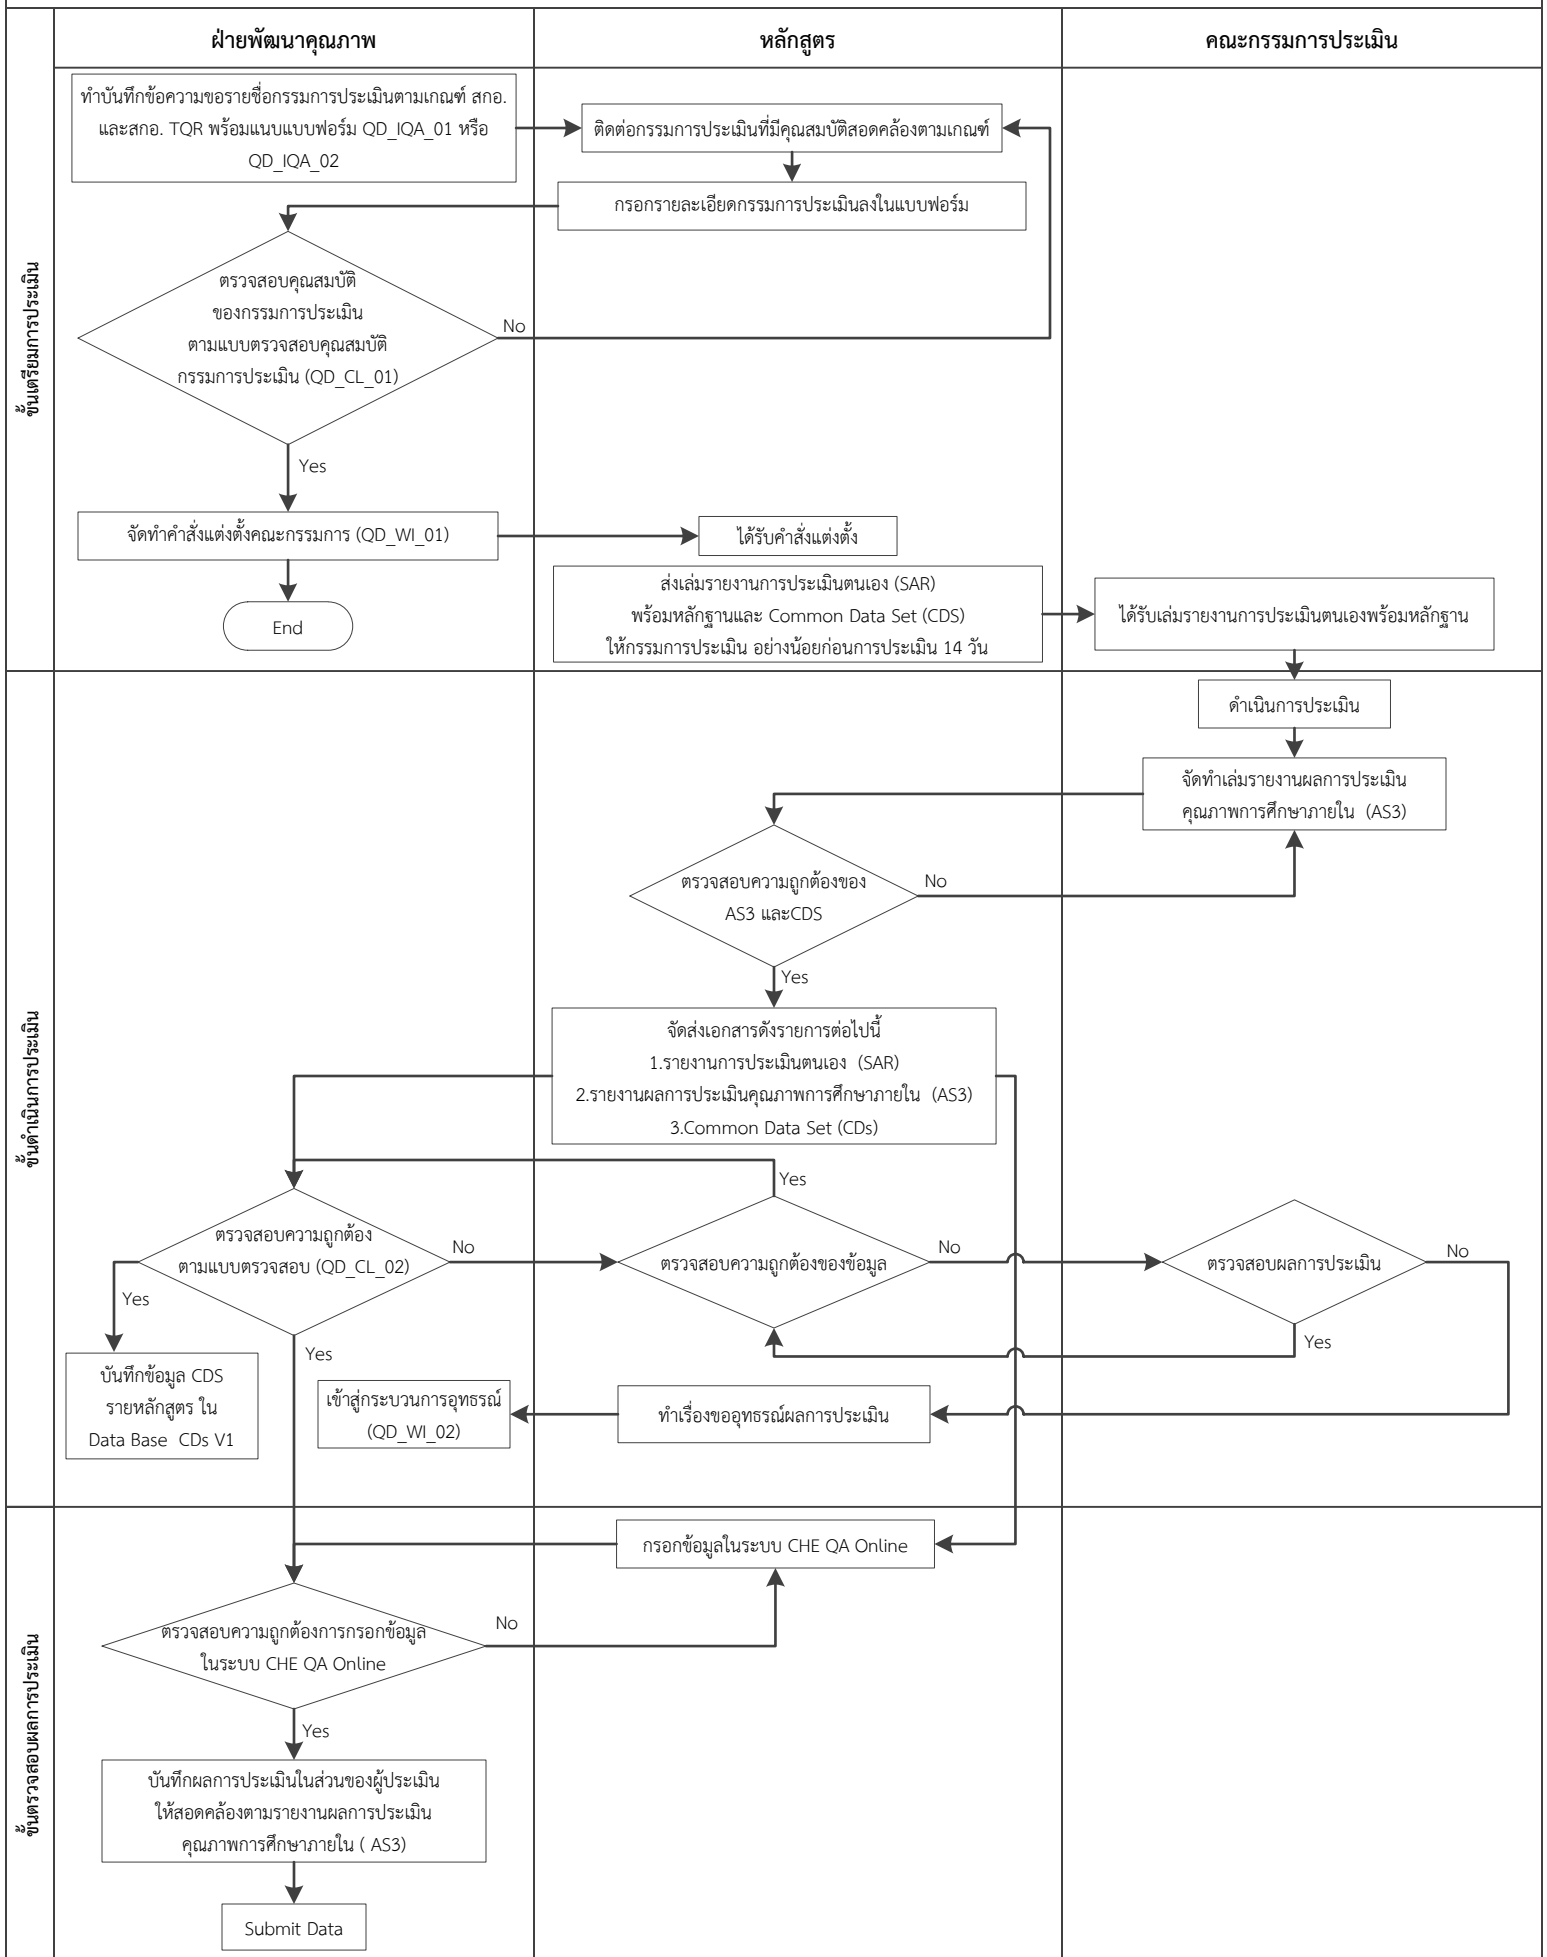 ฝ่ายพัฒนาคุณภาพ
หลักสูตร
คณะกรรมการประเมิน
ขั้นเตรียมการประเมิน
ทำบันทึกข้อความขอรายชื่อกรรมการประเมินตามเกณฑ์ สกอ.
และสกอ. TQR พร้อมแนบแบบฟอร์ม QD_IQA_01 หรือ
QD_IQA_02
ติดต่อกรรมการประเมินที่มีคุณสมบัติสอดคล้องตามเกณฑ์
กรอกรายละเอียดกรรมการประเมินลงในแบบฟอร์ม
ตรวจสอบคุณสมบัติ
ของกรรมการประเมิน
ตามแบบตรวจสอบคุณสมบัติ
กรรมการประเมิน (QD_CL_01)
No
Yes
จัดทำคำสั่งแต่งตั้งคณะกรรมการ (QD_WI_01)
ได้รับคำสั่งแต่งตั้ง
End
ส่งเล่มรายงานการประเมินตนเอง (SAR)
พร้อมหลักฐานและ Common Data Set (CDS)
ให้กรรมการประเมิน อย่างน้อยก่อนการประเมิน 14 วัน
ได้รับเล่มรายงานการประเมินตนเองพร้อมหลักฐาน
ขั้นดำเนินการประเมิน
ดำเนินการประเมิน
จัดทำเล่มรายงานผลการประเมิน
คุณภาพการศึกษาภายใน (AS3)
ตรวจสอบความถูกต้องของ
AS3 และCDS
No
Yes
จัดส่งเอกสารดังรายการต่อไปนี้
1.รายงานการประเมินตนเอง (SAR)
2.รายงานผลการประเมินคุณภาพการศึกษาภายใน (AS3)
3.Common Data Set (CDs)
Yes
ตรวจสอบความถูกต้อง
ตามแบบตรวจสอบ (QD_CL_02)
No
ตรวจสอบความถูกต้องของข้อมูล
No
ตรวจสอบผลการประเมิน
No
Yes
Yes
Yes
บันทึกข้อมูล CDS
รายหลักสูตร ใน
Data Base CDs V1
เข้าสู่กระบวนการอุทธรณ์
(QD_WI_02)
ทำเรื่องขออุทธรณ์ผลการประเมิน
ขั้นตรวจสอบผลการประเมิน
กรอกข้อมูลในระบบ CHE QA Online
ตรวจสอบความถูกต้องการกรอกข้อมูล
ในระบบ CHE QA Online
No
Yes
บันทึกผลการประเมินในส่วนของผู้ประเมิน
ให้สอดคล้องตามรายงานผลการประเมิน
คุณภาพการศึกษาภายใน ( AS3)
Submit Data